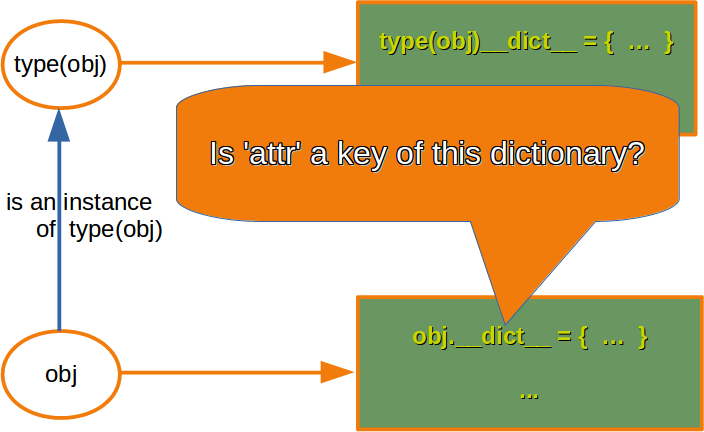 type(obj)
type(obj)__dict__ = { ... }
Is 'attr' a key of this dictionary?
is an instance
of type(obj)
obj
obj.__dict__ = { ... }
...